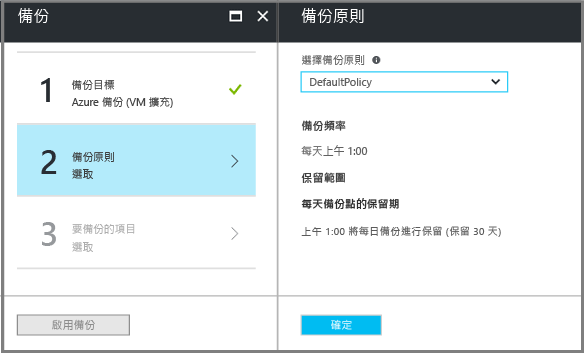 備份
1
備份目標
Azure 備份 (VM 擴充)
2
備份原則
選取
3
要備份的項目
選取
啟用備份
備份原則
選擇備份原則
DefaultPolicy
備份頻率
每天上午 1:00
保留範圍
每天備份點的保留期
上午 1:00 將每日備份進行保留 (保留 30 天)
確定